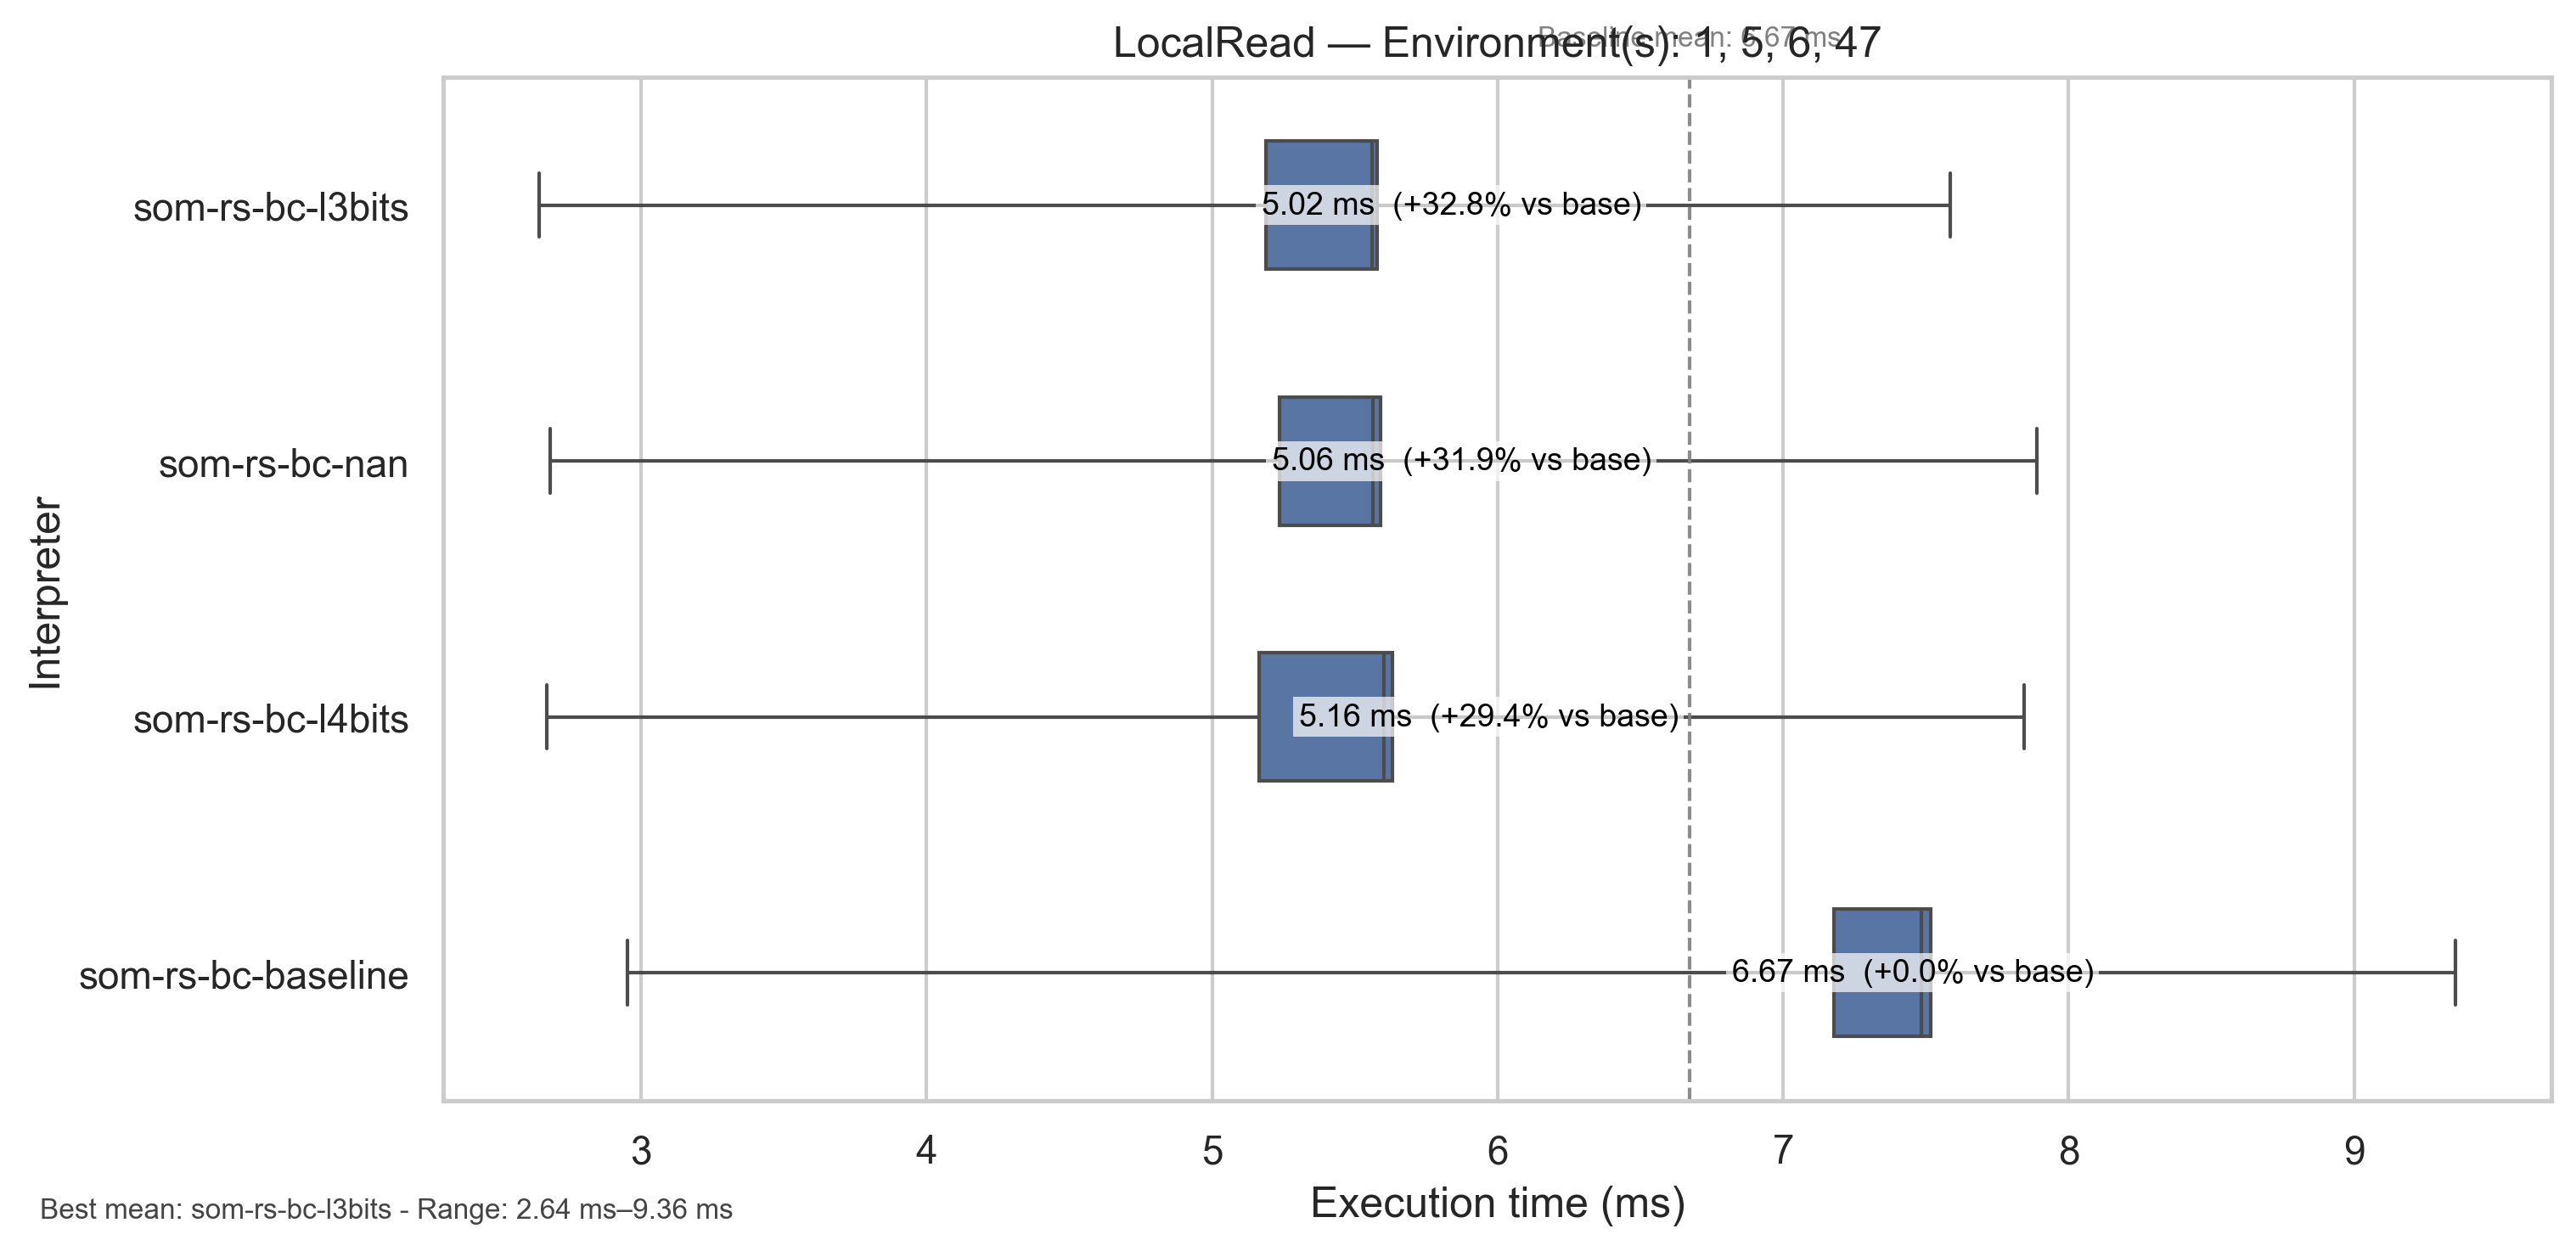 Baseline mean: 6.67 ms
LocalRead — Environment(s): 1, 5, 6, 47
Interpreter
som-rs-bc-l3bits
5.02 ms (+32.8% vs base)
som-rs-bc-nan
5.06 ms (+31.9% vs base)
som-rs-bc-l4bits
5.16 ms (+29.4% vs base)
som-rs-bc-baseline
6.67 ms (+0.0% vs base)
3 4 5 6 7 8 9
Execution time (ms)
Best mean: som-rs-bc-l3bits - Range: 2.64 ms–9.36 ms